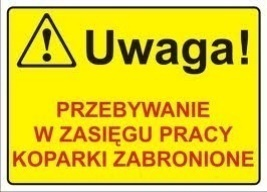 Uwaga!
PRZEBYWANIE
W ZASIĘGU PRACY
KOPARKI ZABRONIONE